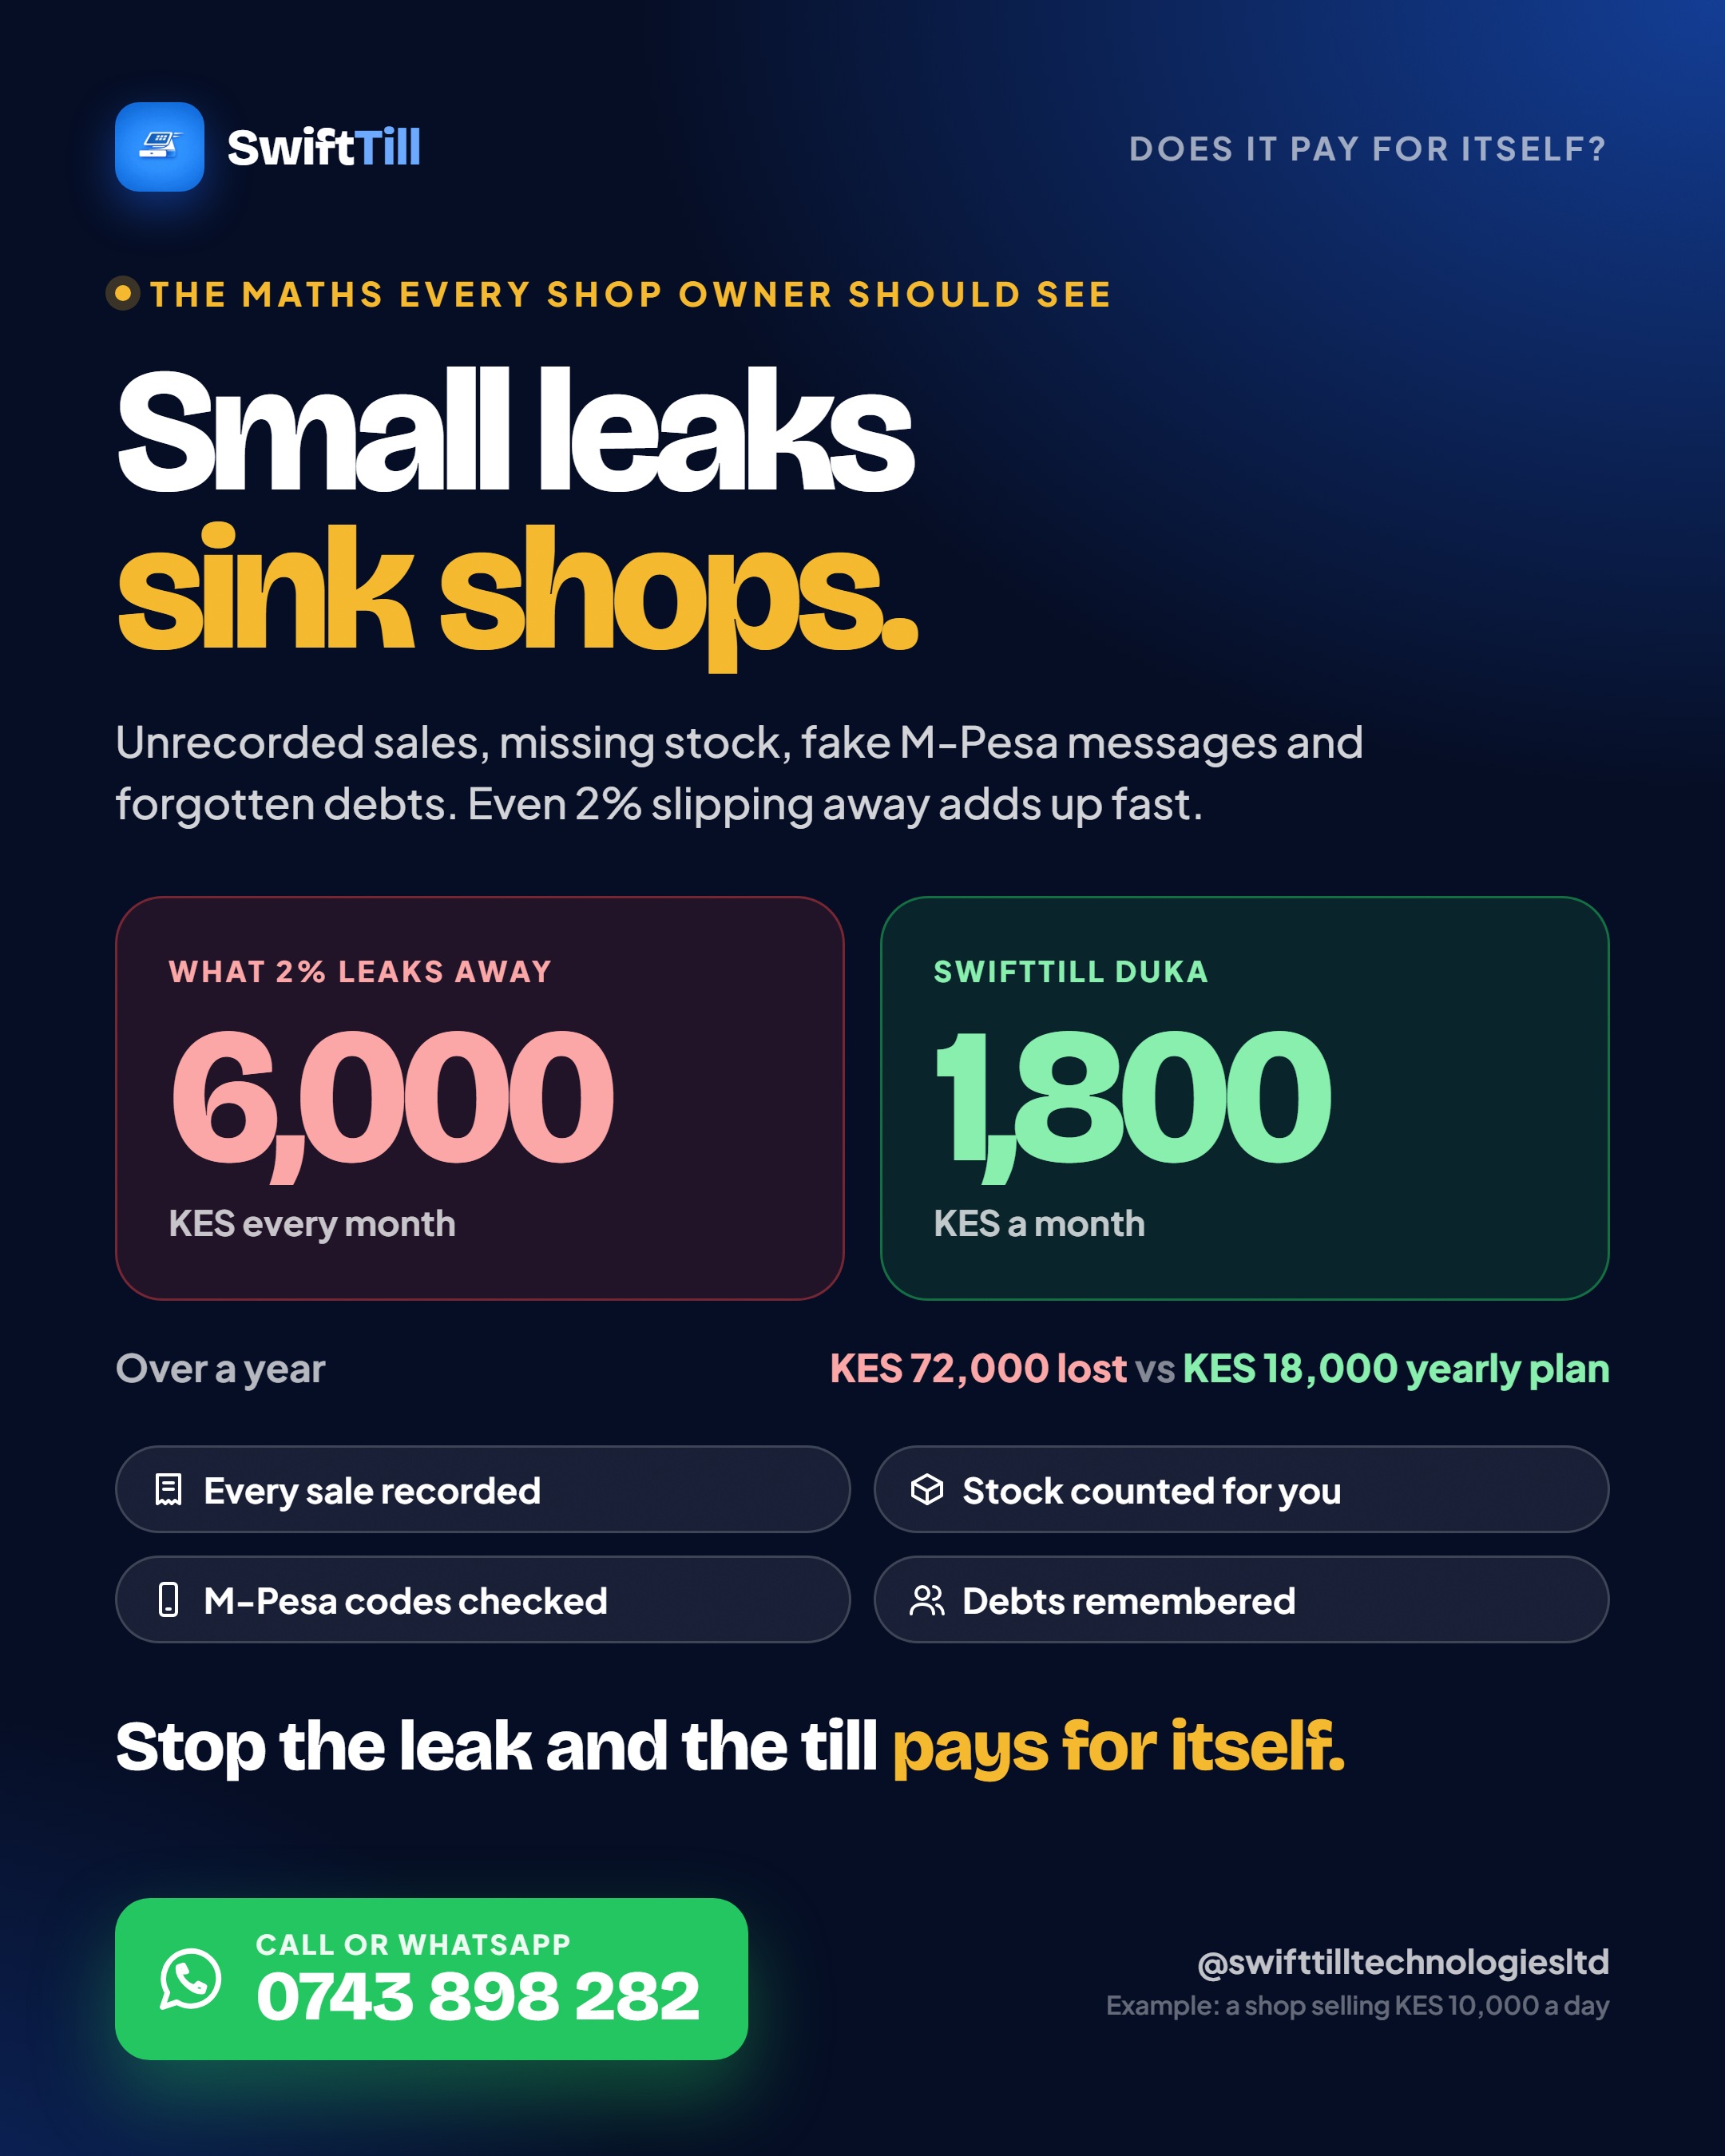 SwiftTill
DOES IT PAY FOR ITSELF?
THE MATHS EVERY SHOP OWNER SHOULD SEE
Small leaks
sink shops.
Unrecorded sales, missing stock, fake M-Pesa messages and
forgotten debts. Even 2% slipping away adds up fast.
WHAT 2% LEAKS AWAY
6,000
KES every month
SWIFTTILL DUKA
1,800
KES a month
Over a year
KES 72,000 lost vs KES 18,000 yearly plan
Every sale recorded
Stock counted for you
M-Pesa codes checked
Debts remembered
Stop the leak and the till pays for itself.
CALL OR WHATSAPP
0743 898 282
@swifttilltechnologiesltd
Example: a shop selling KES 10,000 a day